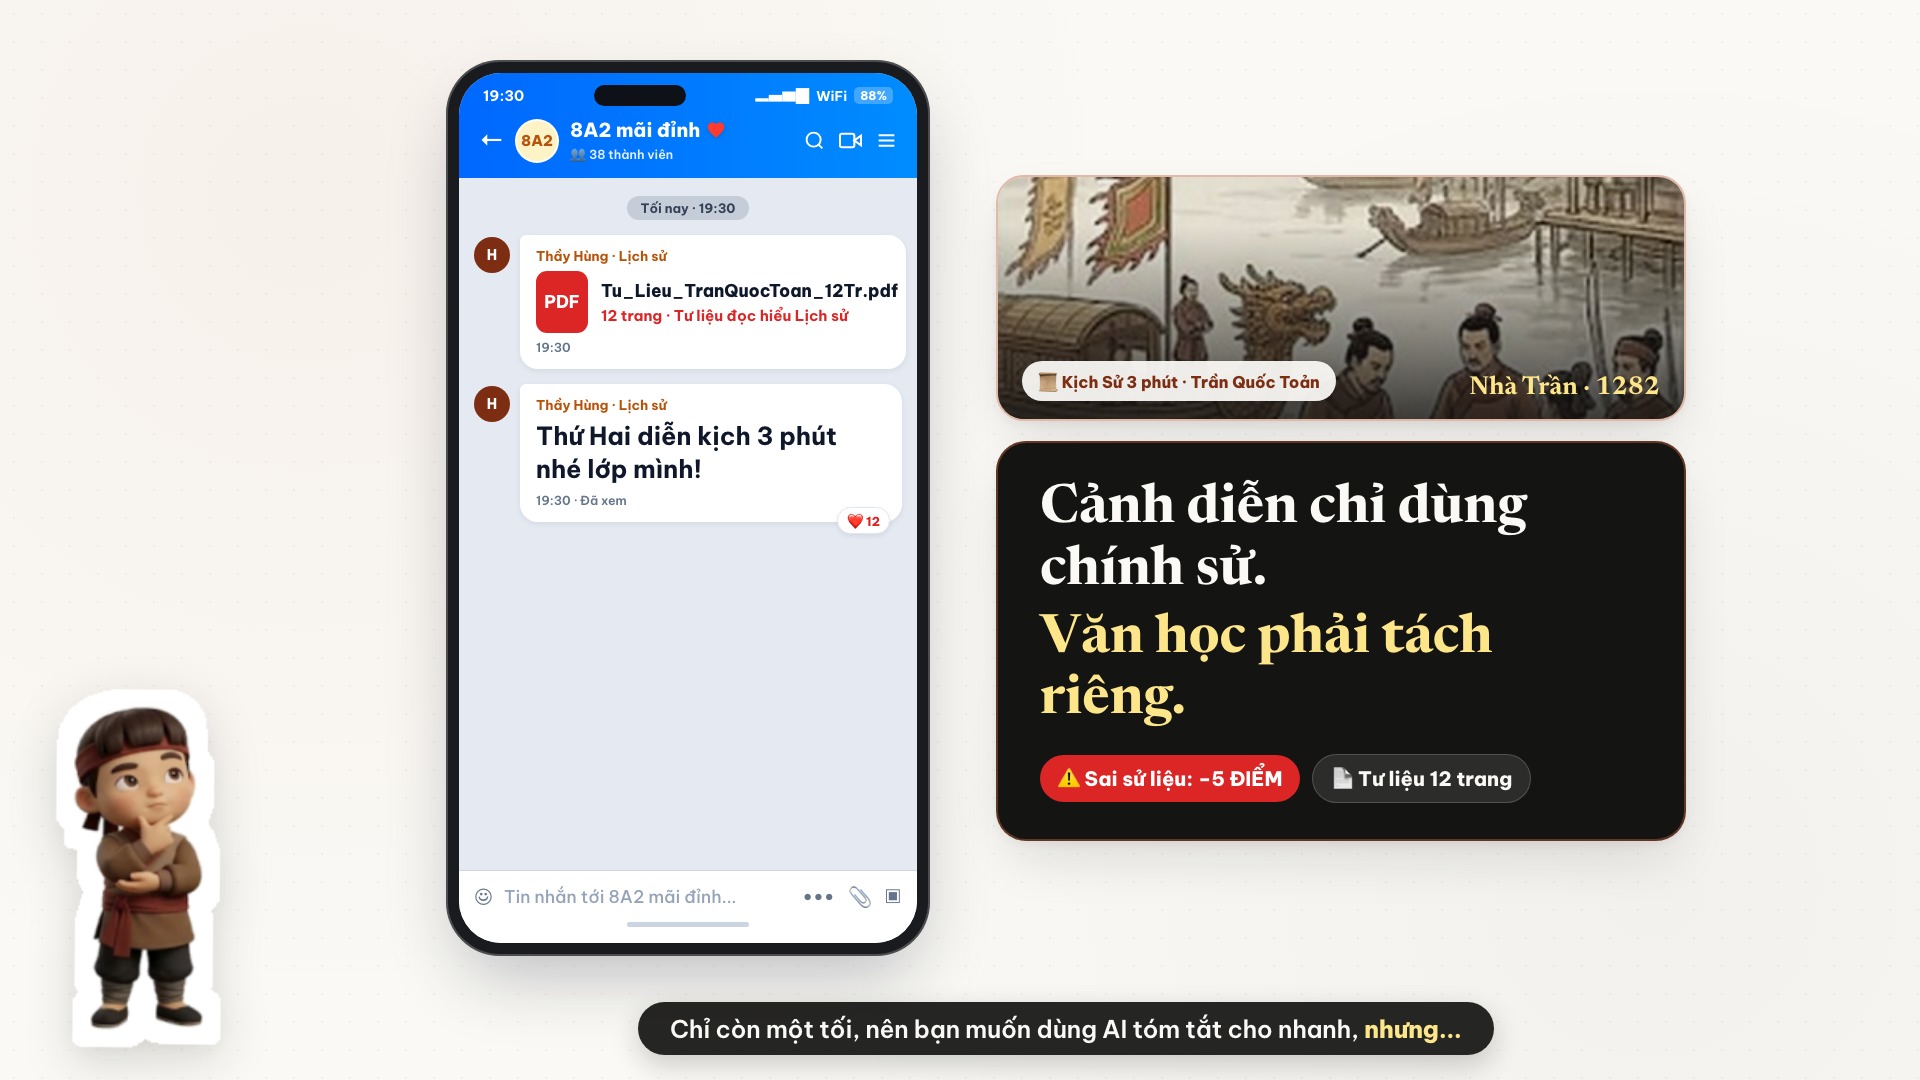 19:30
WiFi 88%
8A2
8A2 mãi đỉnh ❤️
👥 38 thành viên
Tối nay · 19:30
H
Thầy Hùng · Lịch sử
PDF
Tu_Lieu_TranQuocToan_12Tr.pdf
12 trang · Tư liệu đọc hiểu Lịch sử
19:30
H
Thầy Hùng · Lịch sử
Thứ Hai diễn kịch 3 phút
nhé lớp mình!
19:30 · Đã xem
❤️ 12
Tin nhắn tới 8A2 mãi đỉnh...
📜 Kịch Sử 3 phút · Trần Quốc Toản
Nhà Trần · 1282
Cảnh diễn chỉ dùng
chính sử.
Văn học phải tách
riêng.
⚠️ Sai sử liệu: −5 ĐIỂM
📄 Tư liệu 12 trang
Chỉ còn một tối, nên bạn muốn dùng AI tóm tắt cho nhanh, nhưng...